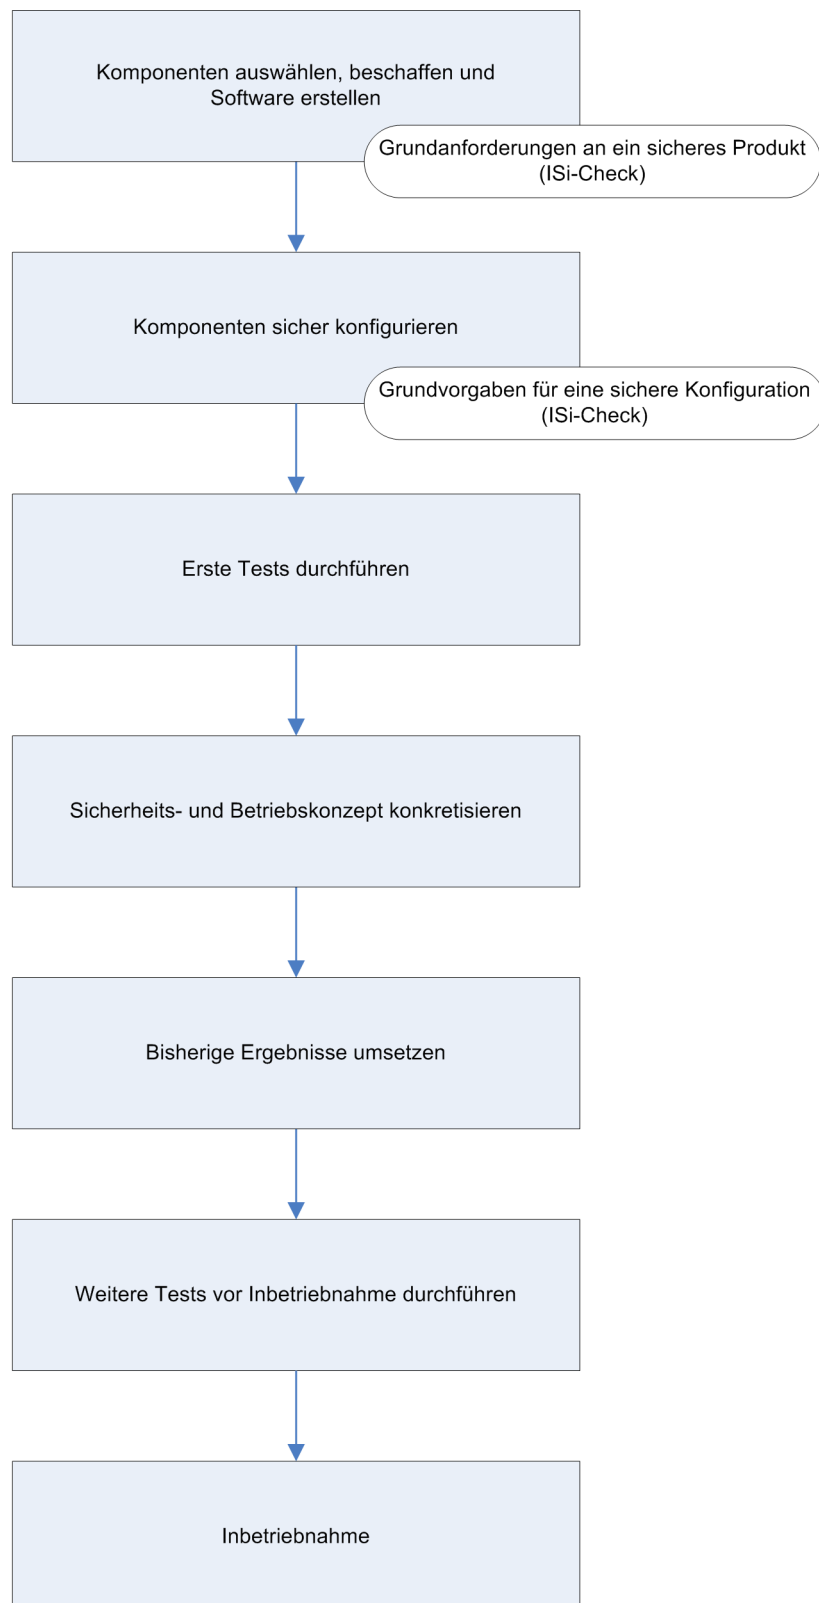 Komponenten auswählen, beschaffen und
Software erstellen
Grundanforderungen an ein sicheres Produkt
(ISi-Check)
Komponenten sicher konfigurieren
Grundvorgaben für eine sichere Konfiguration
(ISi-Check)
Erste Tests durchführen
Sicherheits- und Betriebskonzept konkretisieren
Bisherige Ergebnisse umsetzen
Weitere Tests vor Inbetriebnahme durchführen
Inbetriebnahme